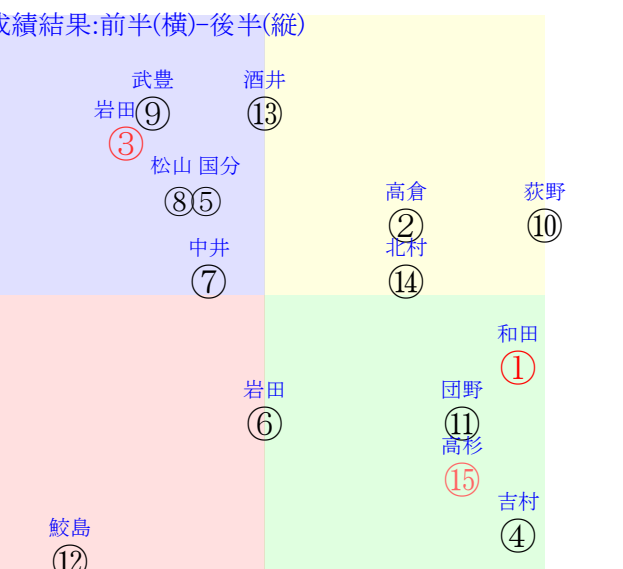 成績結果:前半(横)-後半(縦)
武豊 酒井
岩田 ⑨ ⑬
③
松山 国分
⑧⑤
高倉 荻野
② ⑩
中井 北村
⑦ ⑭
和田
①
岩田 団野
⑥ ⑪
高杉
⑮
吉村
④
鮫島
⑫